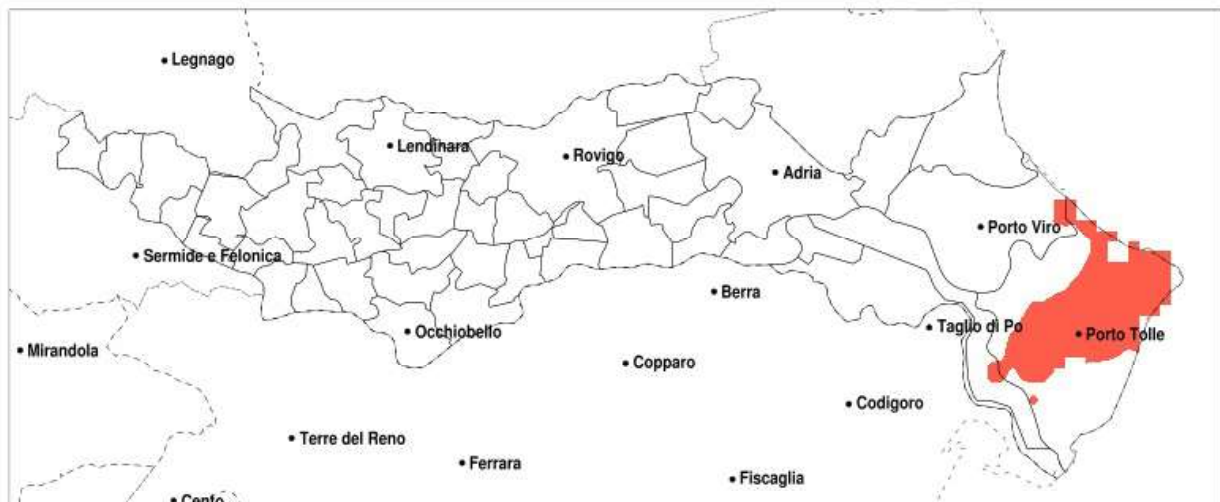 Legnago
Lendinara
Rovigo
Adria
Porto Viro
Sermide e Felonica
Berra
Taglio di Po
Occhiobello
Porto Tolle
Mirandola
Copparo
Codigoro
Terre del Reno
Ferrara
Fiscaglia
Cento